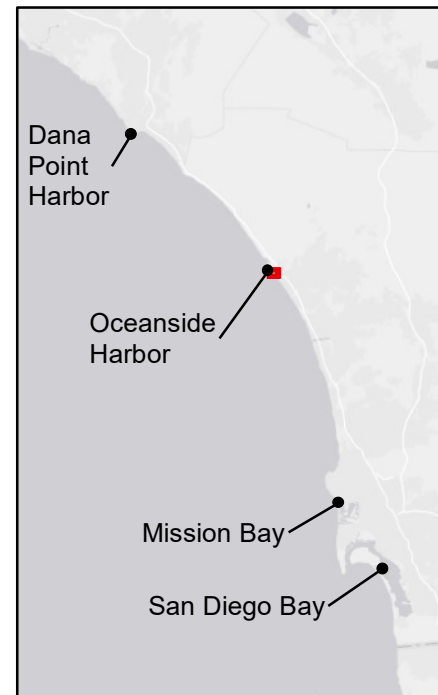 Dana
Point
Harbor
Oceanside
Harbor
Mission Bay
San Diego Bay